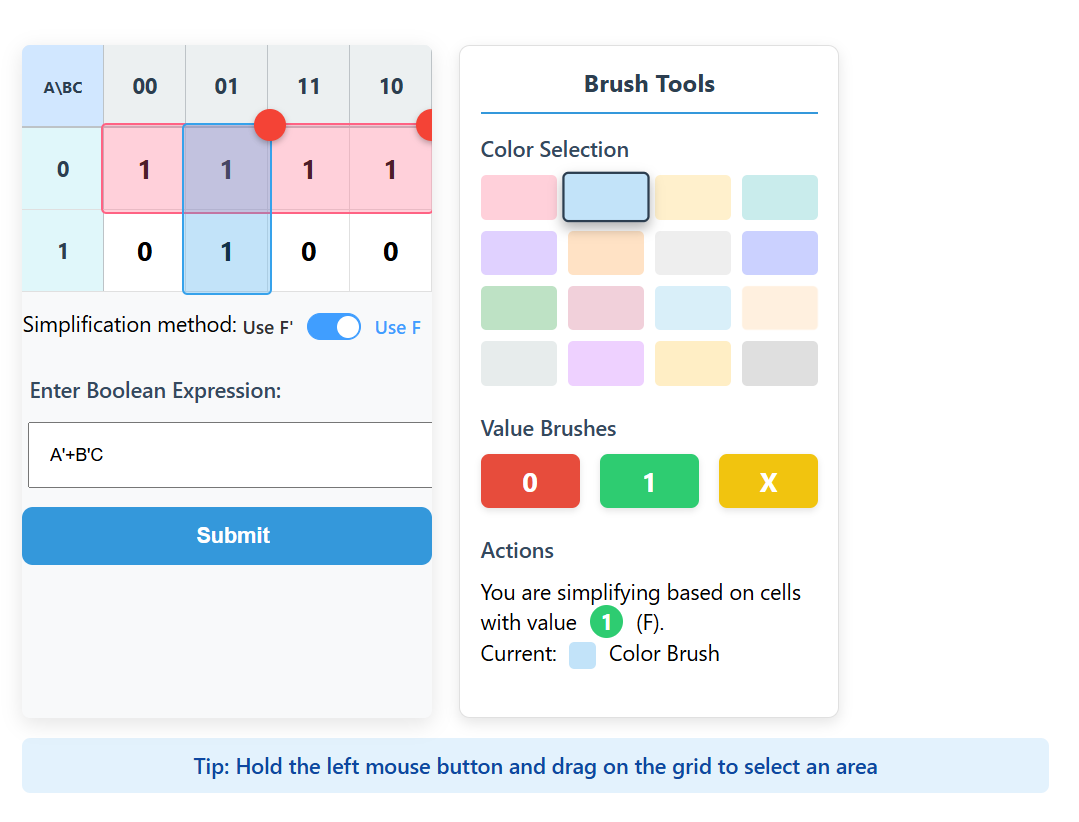 A\BC 00 01 11 10
0 1 1 1 1
1 0 1 0 0
Simplification method: Use F' Use F
Enter Boolean Expression:
A'+B'C
Submit
Brush Tools
Color Selection
Value Brushes
0 1 X
Actions
You are simplifying based on cells
with value 1 (F).
Current: Color Brush
Tip: Hold the left mouse button and drag on the grid to select an area